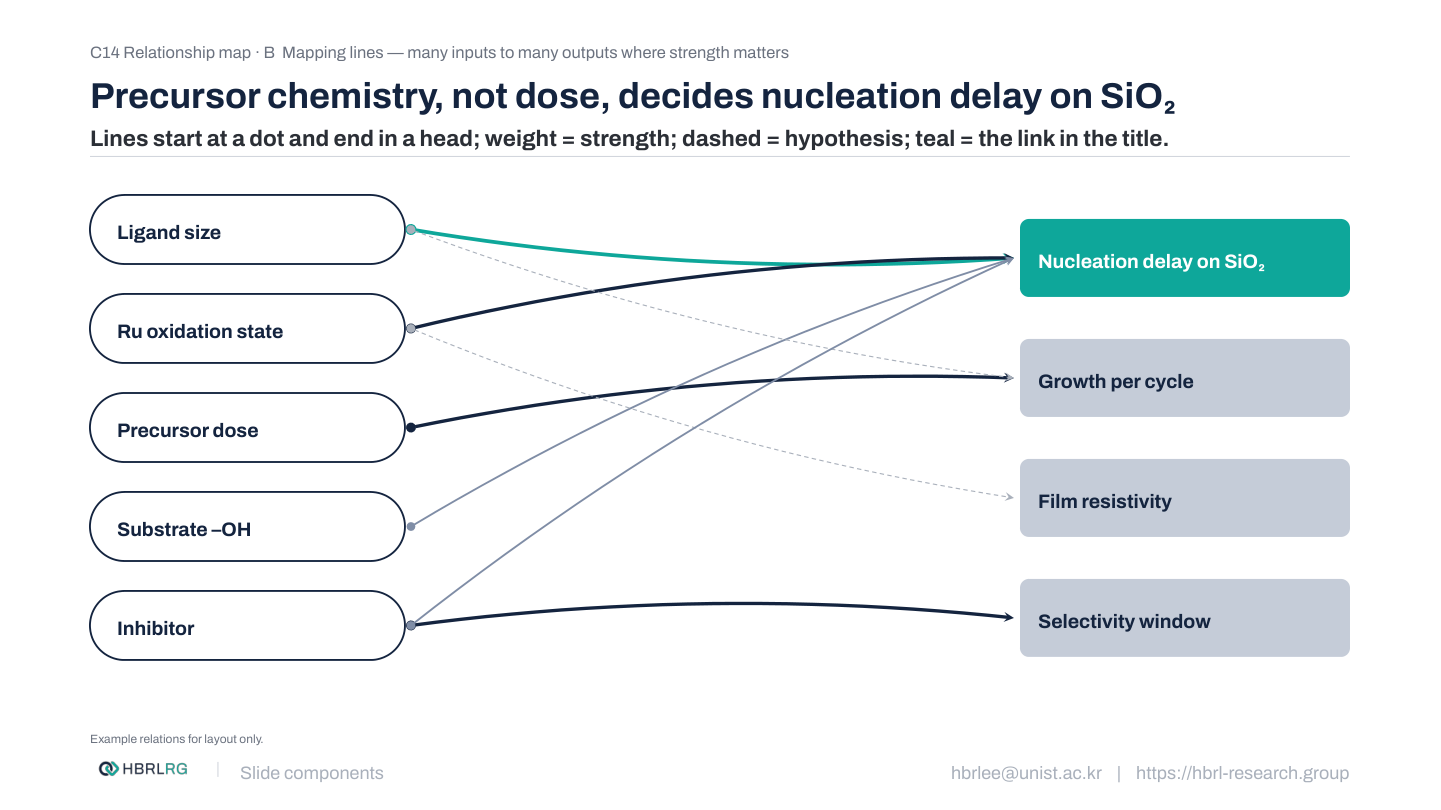 C14 Relationship map · B  Mapping lines — many inputs to many outputs where strength matters
Precursor chemistry, not dose, decides nucleation delay on SiO₂
Lines start at a dot and end in a head; weight = strength; dashed = hypothesis; teal = the link in the title.
Ligand size
Ru oxidation state
Precursor dose
Substrate –OH
Inhibitor
Nucleation delay on SiO₂
Growth per cycle
Film resistivity
Selectivity window
Example relations for layout only.
HBRLRG | Slide components
hbrlee@unist.ac.kr | https://hbrl-research.group